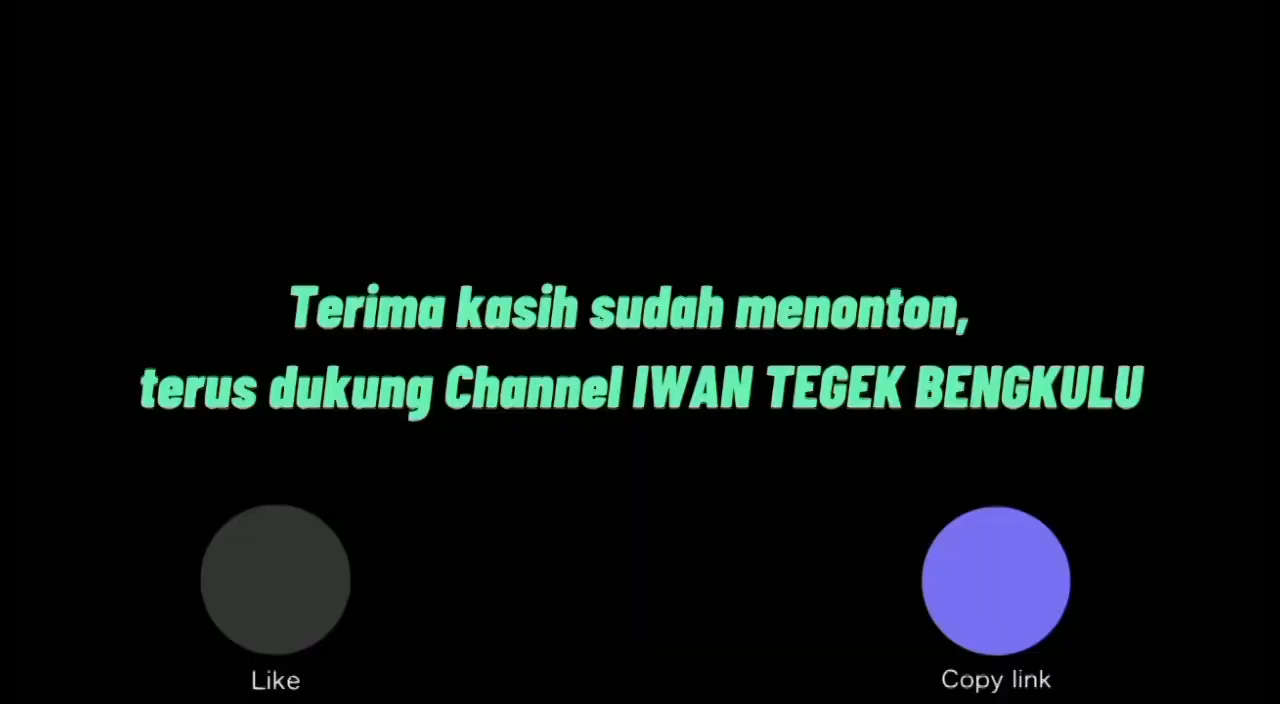 Terima kasih sudah menonton,
terus dukung Channel IWAN TEGEK BENGKULU
Like
Copy link